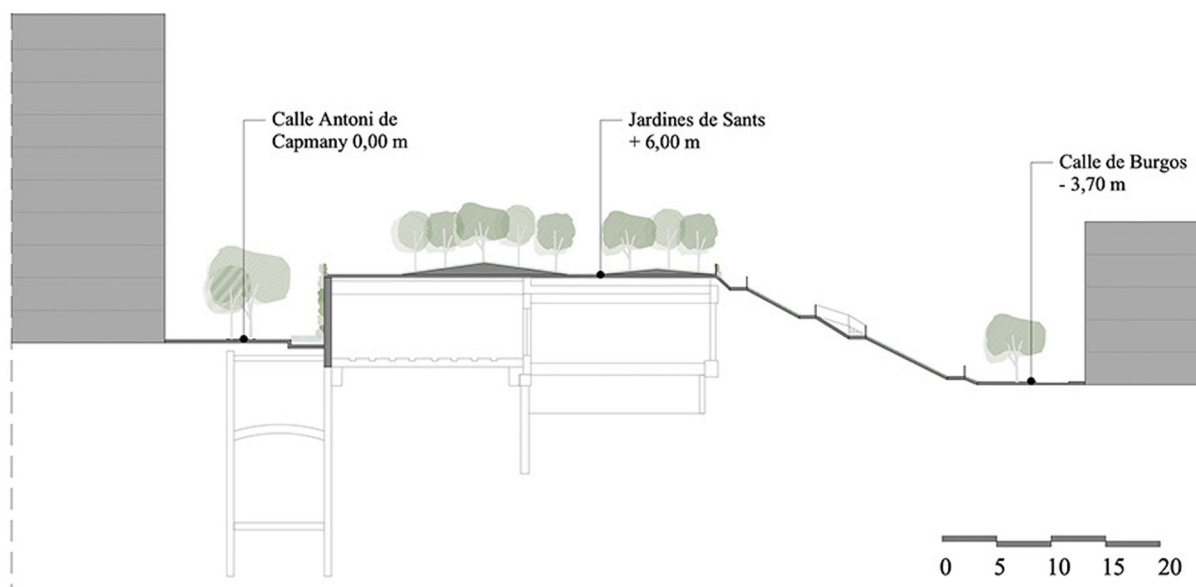 Calle Antoni de
Capmany 0,00 m
Jardines de Sants
+ 6,00 m
Calle de Burgos
- 3,70 m
0 5 10 15 20